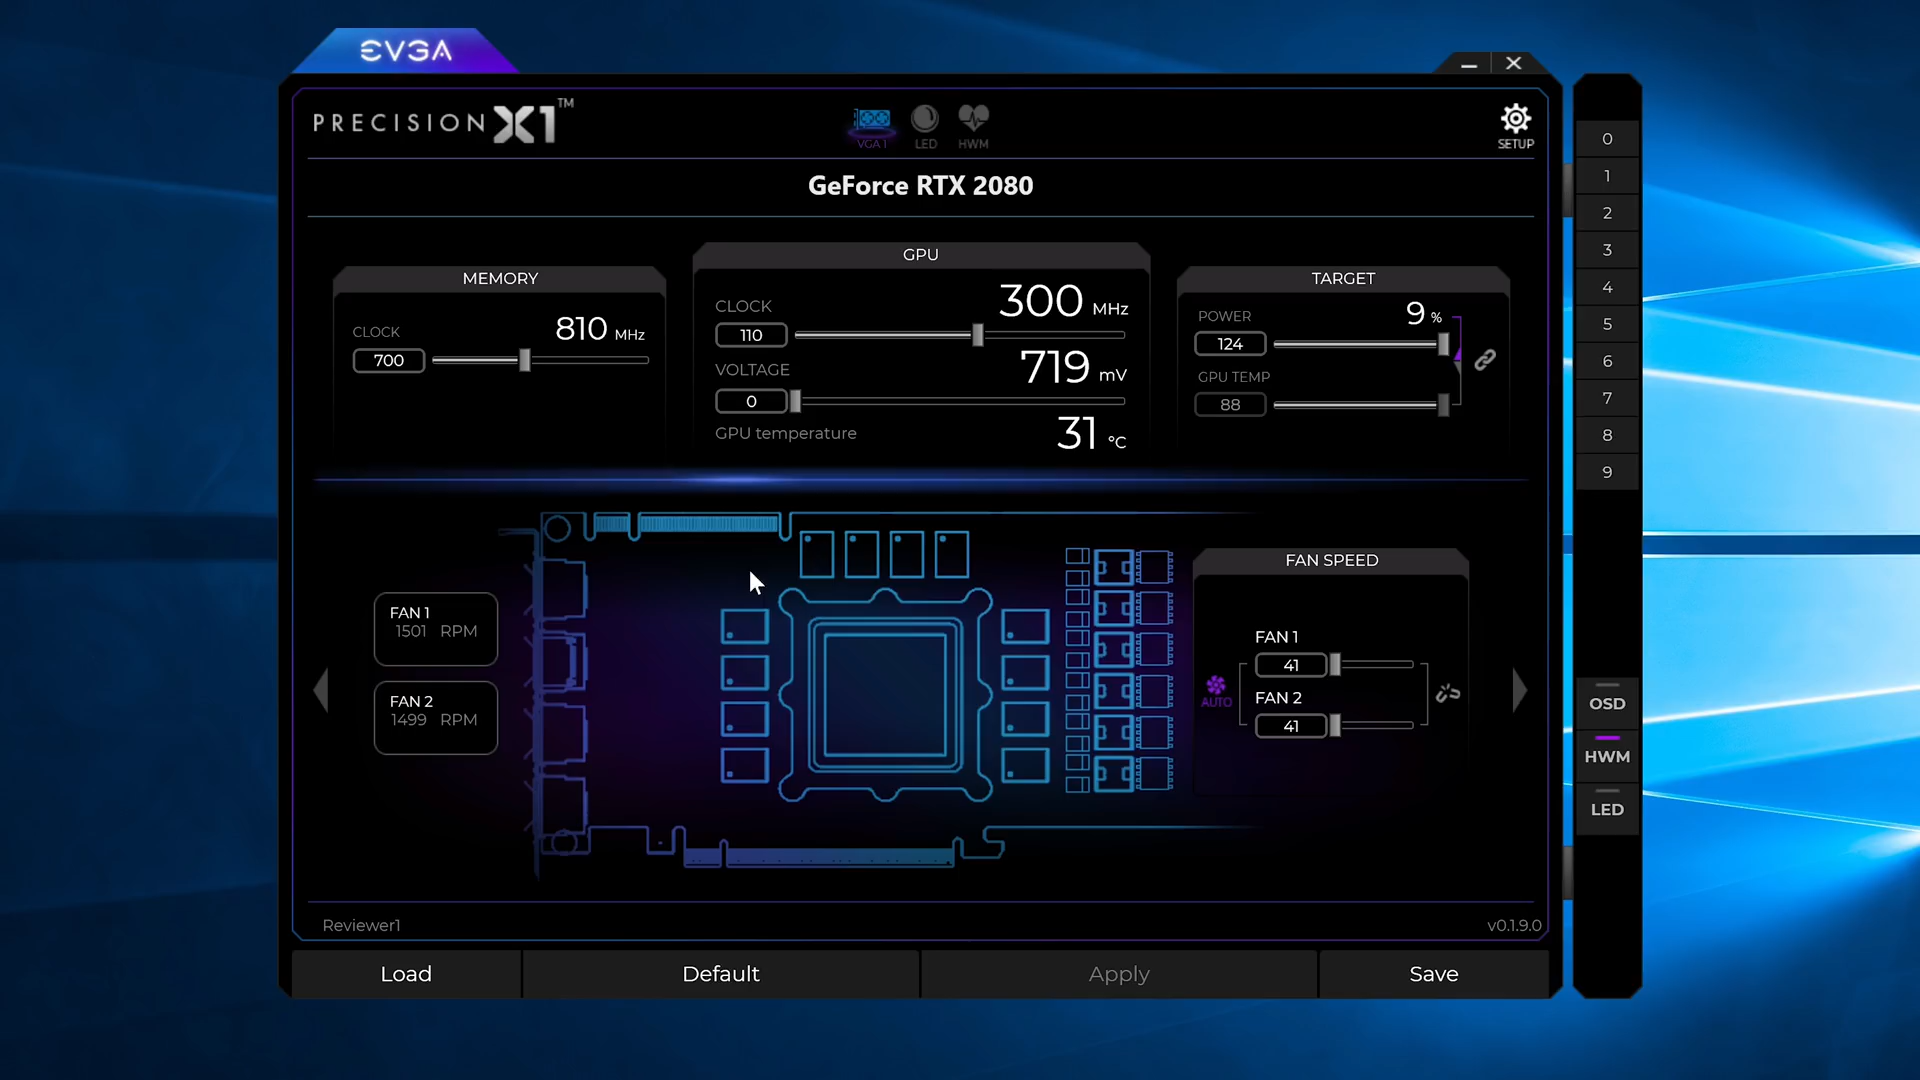 EVGA
PRECISION X1™
VGA 1
LED
HWM
SETUP
GeForce RTX 2080
MEMORY
CLOCK
810 MHz
700
GPU
CLOCK
300 MHz
110
VOLTAGE
719 mV
0
GPU temperature
31 °C
TARGET
POWER
9 %
124
GPU TEMP
88
FAN 1
1501 RPM
FAN 2
1499 RPM
FAN SPEED
AUTO
FAN 1
41
FAN 2
41
Reviewer1
v0.1.9.0
Load
Default
Apply
Save
0
1
2
3
4
5
6
7
8
9
OSD
HWM
LED